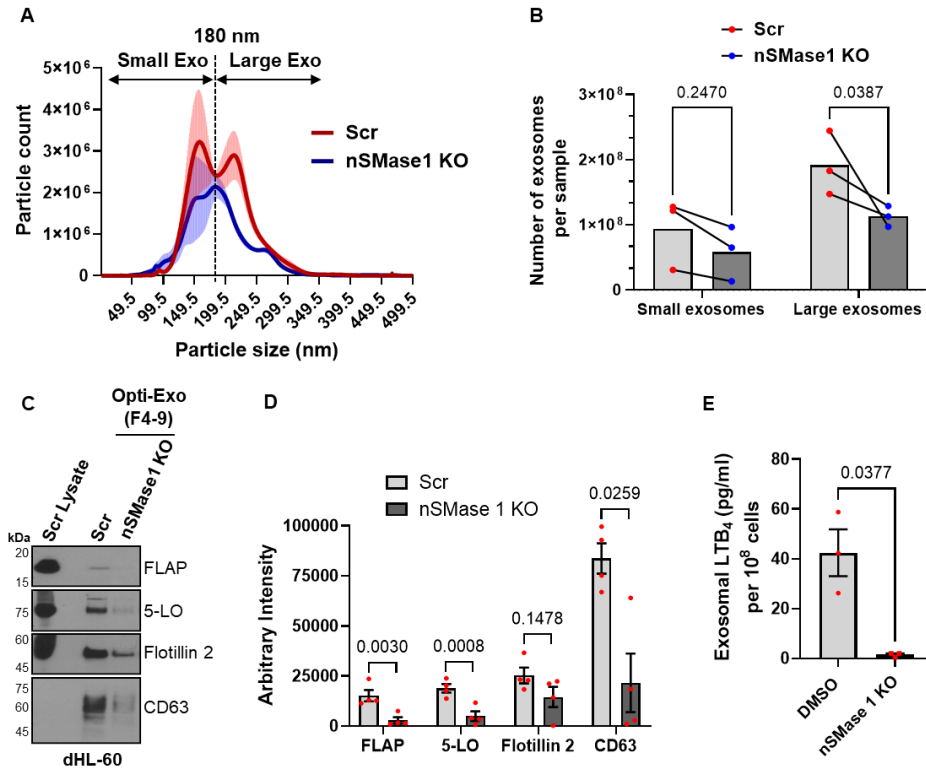 A
180 nm
Small Exo
Large Exo
Particle count
5×10⁶
4×10⁶
3×10⁶
2×10⁶
1×10⁶
0
Scr
nSMase1 KO
49.5
99.5
149.5
199.5
249.5
299.5
349.5
399.5
449.5
499.5
Particle size (nm)
B
Scr
nSMase1 KO
Number of exosomes
per sample
3×10⁸
2×10⁸
1×10⁸
0
0.2470
0.0387
Small exosomes
Large exosomes
C
Opti-Exo
(F4-9)
Scr Lysate
Scr
nSMase1 KO
kDa
20
15
FLAP
75
5-LO
60
45
Flotillin 2
75
60
45
CD63
dHL-60
D
Scr
nSMase 1 KO
Arbitrary Intensity
100000
75000
50000
25000
0
0.0030
0.0008
0.1478
0.0259
FLAP
5-LO
Flotillin 2
CD63
E
Exosomal LTB₄ (pg/ml)
per 10⁸ cells
80
60
40
20
0
0.0377
DMSO
nSMase 1 KO